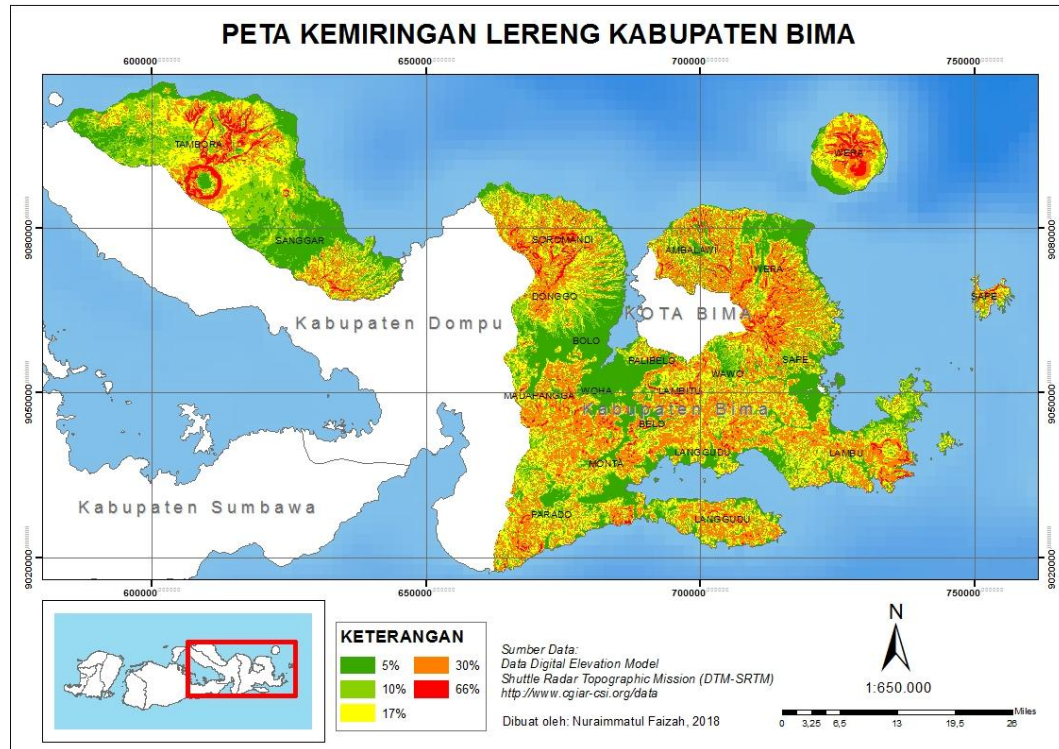 PETA KEMIRINGAN LERENG KABUPATEN BIMA
600000 650000 700000 750000
TAMBORA
WERA
9080000 9080000
SANGGAR
SOROMANDI
AMBALAWI
WERA
DONGGO
SAPE
Kabupaten Dompu
KOTA BIMA
BOLO
PALIBELO
SAPE
WAWO
9050000 9050000
MADAPANGGA
WOHA
LAMBITU
Kabupaten Bima
BELO
LANGGUDU
LAMBU
MONTA
Kabupaten Sumbawa
PARADO
LANGGUDU
9020000 9020000
600000 650000 700000 750000
KETERANGAN
5% 30%
10% 66%
17%
Sumber Data:
Data Digital Elevation Model
Shuttle Radar Topographic Mission (DTM-SRTM)
http://www.cgiar-csi.org/data
Dibuat oleh: Nuraimmatul Faizah, 2018
N
1:650.000
Miles
0 3,25 6,5 13 19,5 26